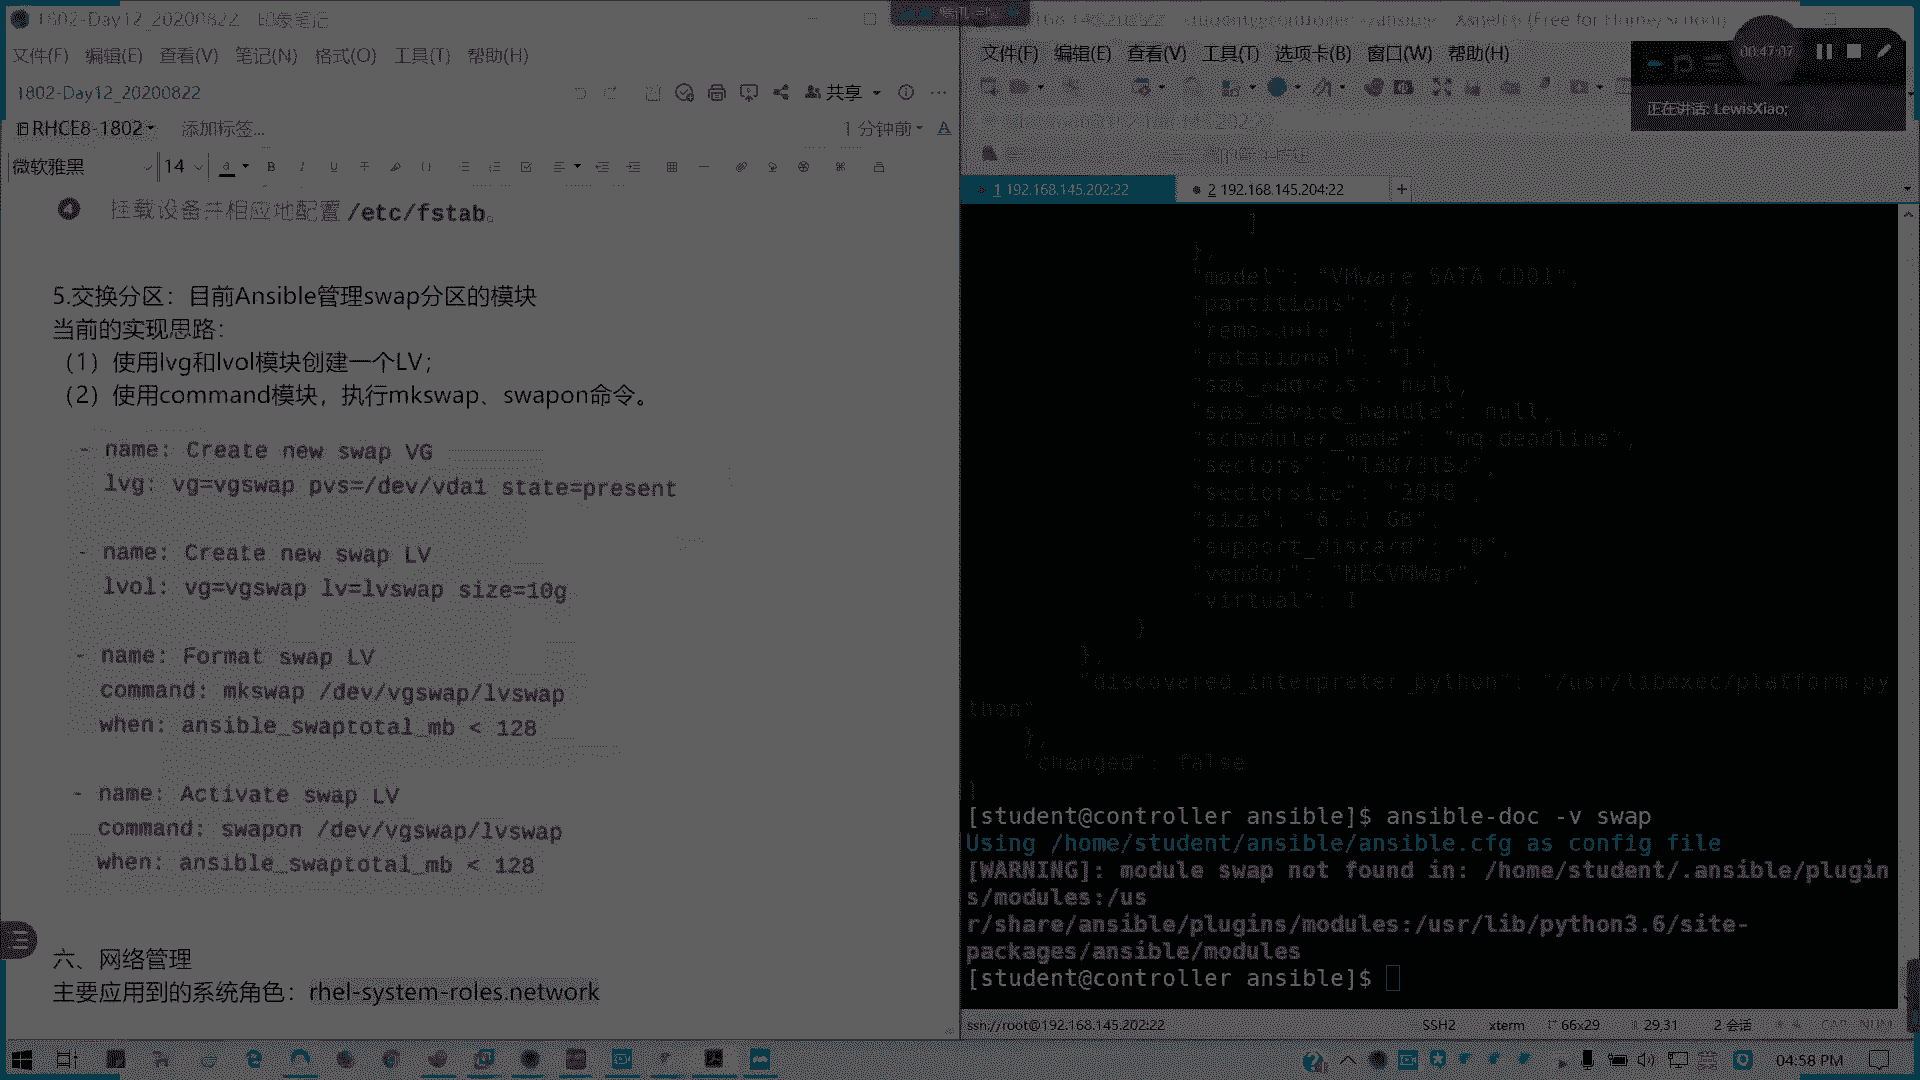 1802-Day12_20200822 - 印象笔记
文件(F) 编辑(E) 查看(V) 笔记(N) 格式(O) 工具(T) 帮助(H)
1802-Day12_20200822
共享
RHCE8-1802
添加标签...
1 分钟前
微软雅黑
14
挂载设备并相应地配置 /etc/fstab。
5.交换分区：目前Ansible管理swap分区的模块
当前的实现思路：
（1）使用lvg和lvol模块创建一个LV；
（2）使用command模块，执行mkswap、swapon命令。
- name: Create new swap VG
lvg: vg=vgswap pvs=/dev/vda1 state=present
- name: Create new swap LV
lvol: vg=vgswap lv=lvswap size=10g
- name: Format swap LV
command: mkswap /dev/vgswap/lvswap
when: ansible_swaptotal_mb < 128
- name: Activate swap LV
command: swapon /dev/vgswap/lvswap
when: ansible_swaptotal_mb < 128
六、网络管理
主要应用到的系统角色：rhel-system-roles.network
文件(F) 编辑(E) 查看(V) 工具(T) 选项卡(B) 窗口(W) 帮助(H)
00:47:07
正在讲话: LewisXiao;
1 192.168.145.202:22
2 192.168.145.204:22
+
]
},
"model": "VMware SATA CD01",
"partitions": {},
"removable": "1",
"rotational": "1",
"sas_address": null,
"sas_device_handle": null,
"scheduler_mode": "mq-deadline",
"sectors": "13873152",
"sectorsize": "2048",
"size": "6.62 GB",
"support_discard": "0",
"vendor": "NECVMWar",
"virtual": 1
}
},
"discovered_interpreter_python": "/usr/libexec/platform-py
thon"
},
"changed": false
}
[student@controller ansible]$ ansible-doc -v swap
Using /home/student/ansible/ansible.cfg as config file
[WARNING]: module swap not found in: /home/student/.ansible/plugin
s/modules:/us
r/share/ansible/plugins/modules:/usr/lib/python3.6/site-
packages/ansible/modules
[student@controller ansible]$
ssh://root@192.168.145.202:22
SSH2
xterm
66x29
29,31
2 会话
CAP NUM
04:58 PM